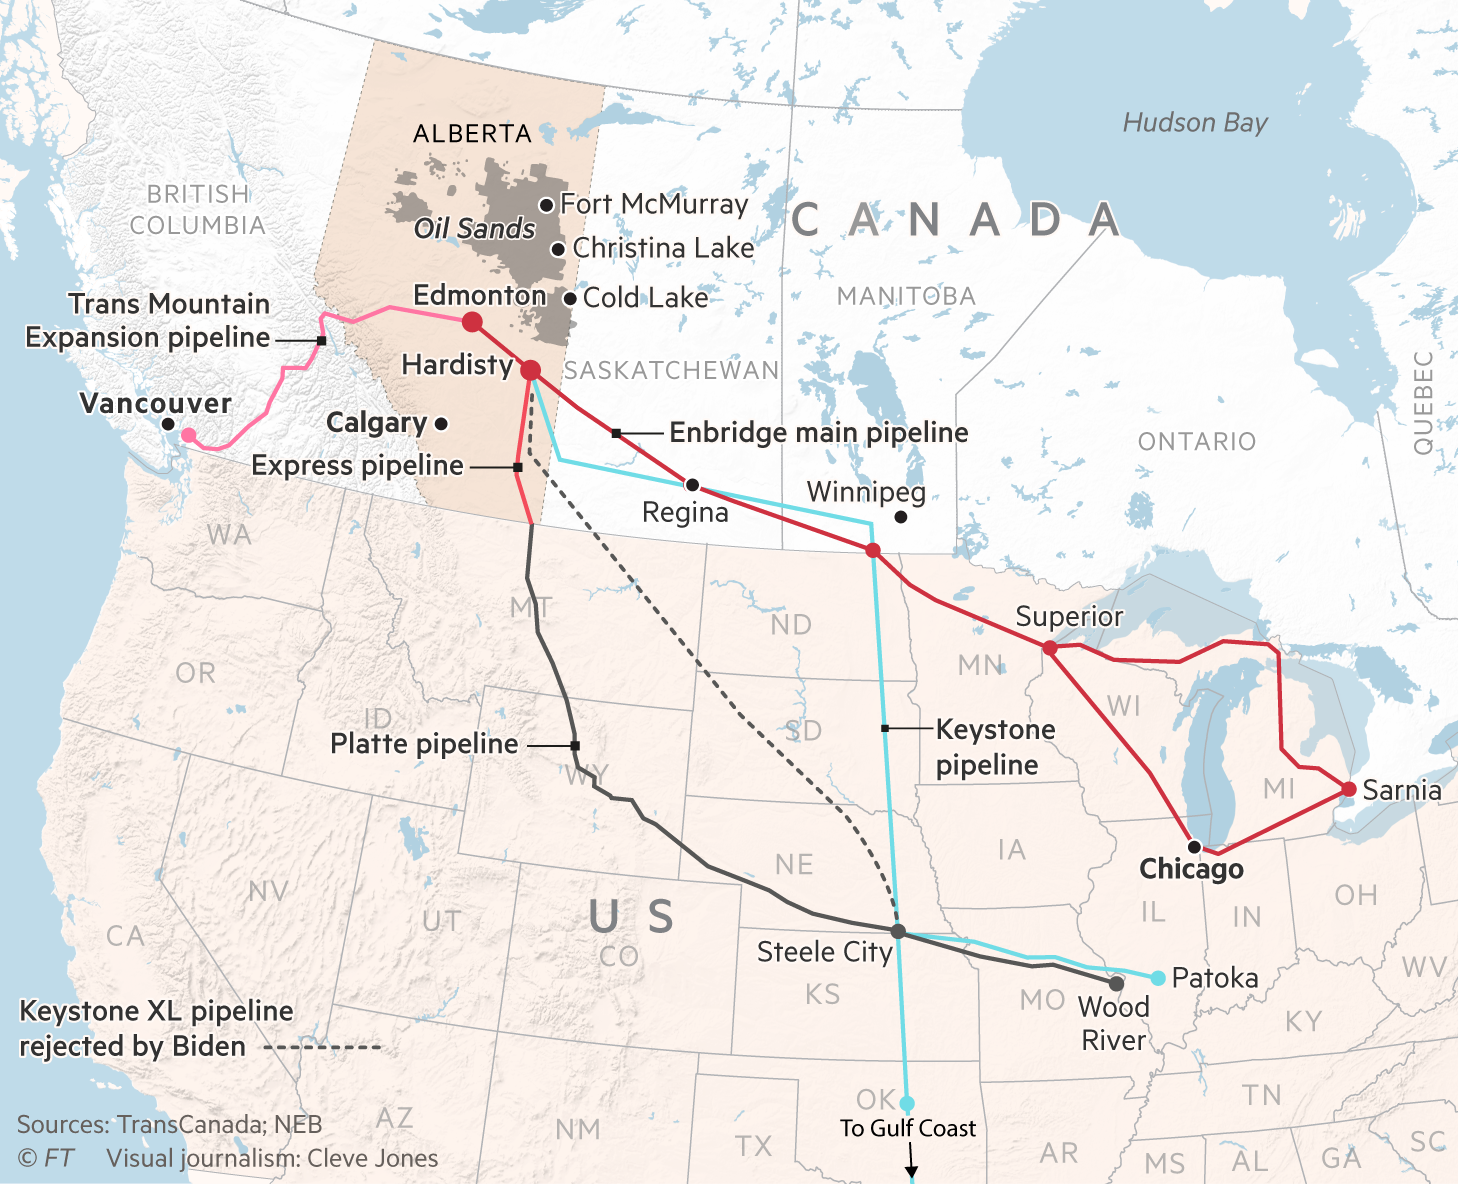 Hudson Bay
ALBERTA
BRITISH
COLUMBIA
Fort McMurray
CANADA
Oil Sands
Christina Lake
Edmonton
Cold Lake
MANITOBA
Trans Mountain
Expansion pipeline
Hardisty
SASKATCHEWAN
QUEBEC
Vancouver
Calgary
Enbridge main pipeline
ONTARIO
Express pipeline
Winnipeg
Regina
WA
MT
ND
Superior
OR
MN
ID
WI
Platte pipeline
SD
Keystone
pipeline
WY
MI
Sarnia
NE
IA
Chicago
NV
UT
US
OH
IL
IN
CA
CO
Steele City
WV
Patoka
KS
MO
Wood
River
Keystone XL pipeline
rejected by Biden
KY
OK
TN
AZ
NM
To Gulf Coast
TX
AR
MS
AL
GA
SC
Sources: TransCanada; NEB
© FT Visual journalism: Cleve Jones